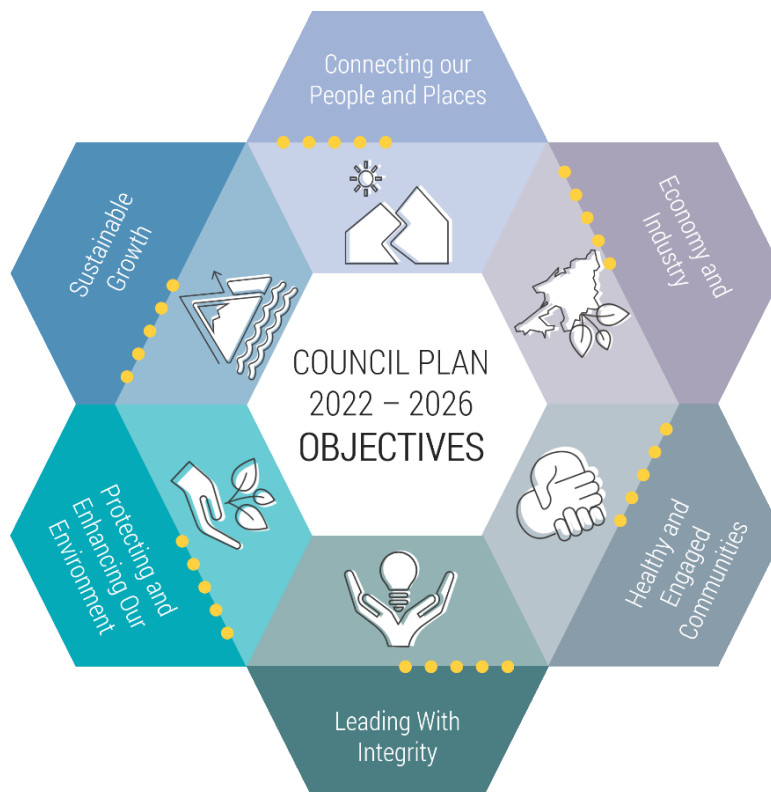 Connecting our
People and Places
Economy and
Industry
Healthy and
Engaged
Communities
Leading With
Integrity
Protecting and
Enhancing Our
Environment
Sustainable
Growth
COUNCIL PLAN
2022 – 2026
OBJECTIVES